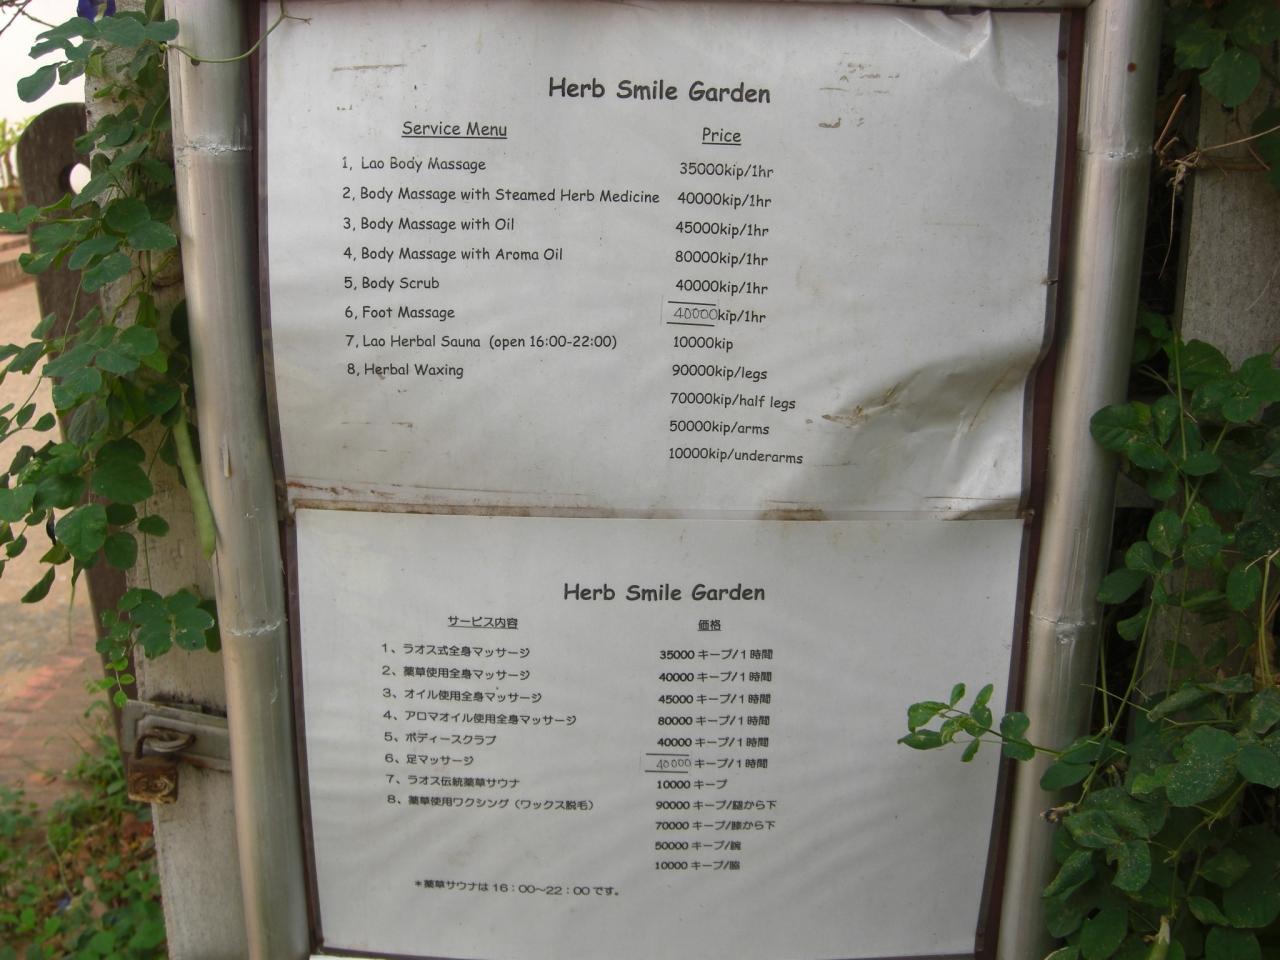 Herb Smile Garden
Service Menu Price
1, Lao Body Massage 35000kip/1hr
2, Body Massage with Steamed Herb Medicine 40000kip/1hr
3, Body Massage with Oil 45000kip/1hr
4, Body Massage with Aroma Oil 80000kip/1hr
5, Body Scrub 40000kip/1hr
6, Foot Massage 40000kip/1hr
7, Lao Herbal Sauna (open 16:00-22:00) 10000kip
8, Herbal Waxing 90000kip/legs
70000kip/half legs
50000kip/arms
10000kip/underarms
Herb Smile Garden
サービス内容 価格
1、ラオス式全身マッサージ 35000 キープ/1時間
2、薬草使用全身マッサージ 40000 キープ/1時間
3、オイル使用全身マッサージ 45000 キープ/1時間
4、アロマオイル使用全身マッサージ 80000 キープ/1時間
5、ボディースクラブ 40000 キープ/1時間
6、足マッサージ 40000 キープ/1時間
7、ラオス伝統薬草サウナ 10000 キープ
8、薬草使用ワクシング（ワックス脱毛） 90000 キープ/腿から下
70000 キープ/膝から下
50000 キープ/腕
10000 キープ/脇
*薬草サウナは16：00～22：00です。